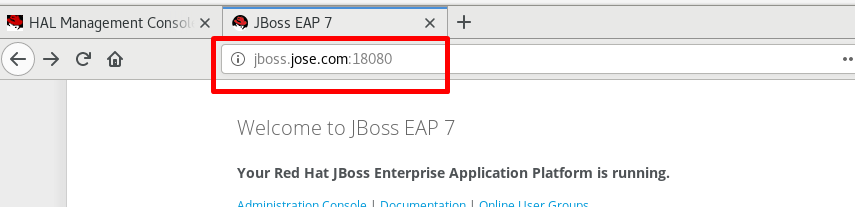 HAL Management Consol
JBoss EAP 7
jboss.jose.com:18080
Welcome to JBoss EAP 7
Your Red Hat JBoss Enterprise Application Platform is running.
Administration Console | Documentation | Online User Groups